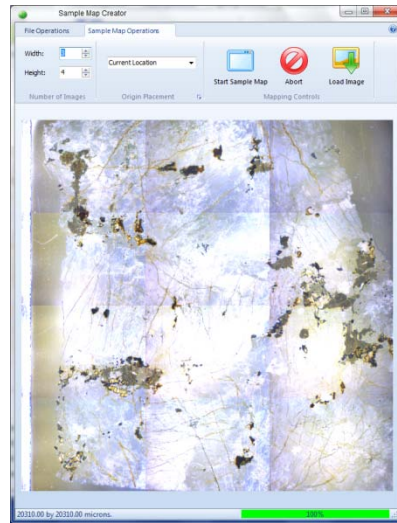 Sample Map Creator
File Operations
Sample Map Operations
Width: 3
Height: 4
Current Location
Start Sample Map
Abort
Load Image
Number of Images
Origin Placement
Mapping Controls
20310.00 by 20310.00 microns.
100%